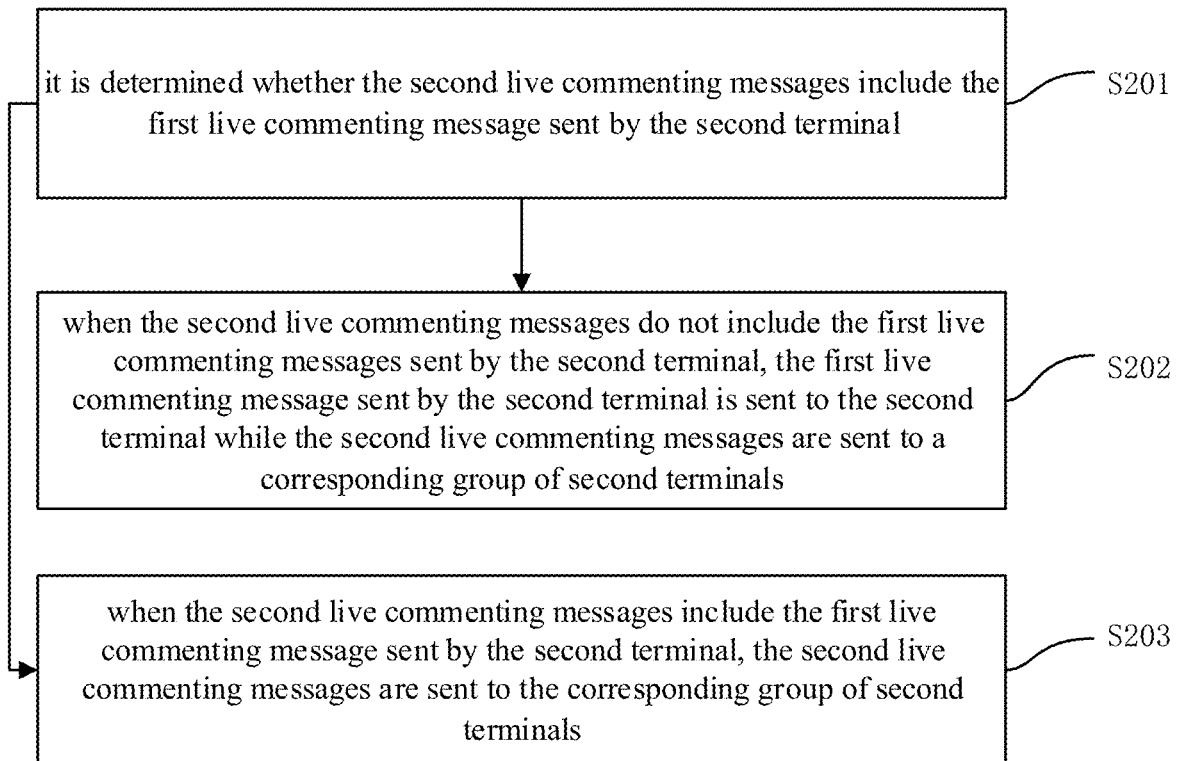 it is determined whether the second live commenting messages include the
first live commenting message sent by the second terminal
S201
when the second live commenting messages do not include the first live
commenting messages sent by the second terminal, the first live
commenting message sent by the second terminal is sent to the second
terminal while the second live commenting messages are sent to a
corresponding group of second terminals
S202
when the second live commenting messages include the first live
commenting message sent by the second terminal, the second live
commenting messages are sent to the corresponding group of second
terminals
S203